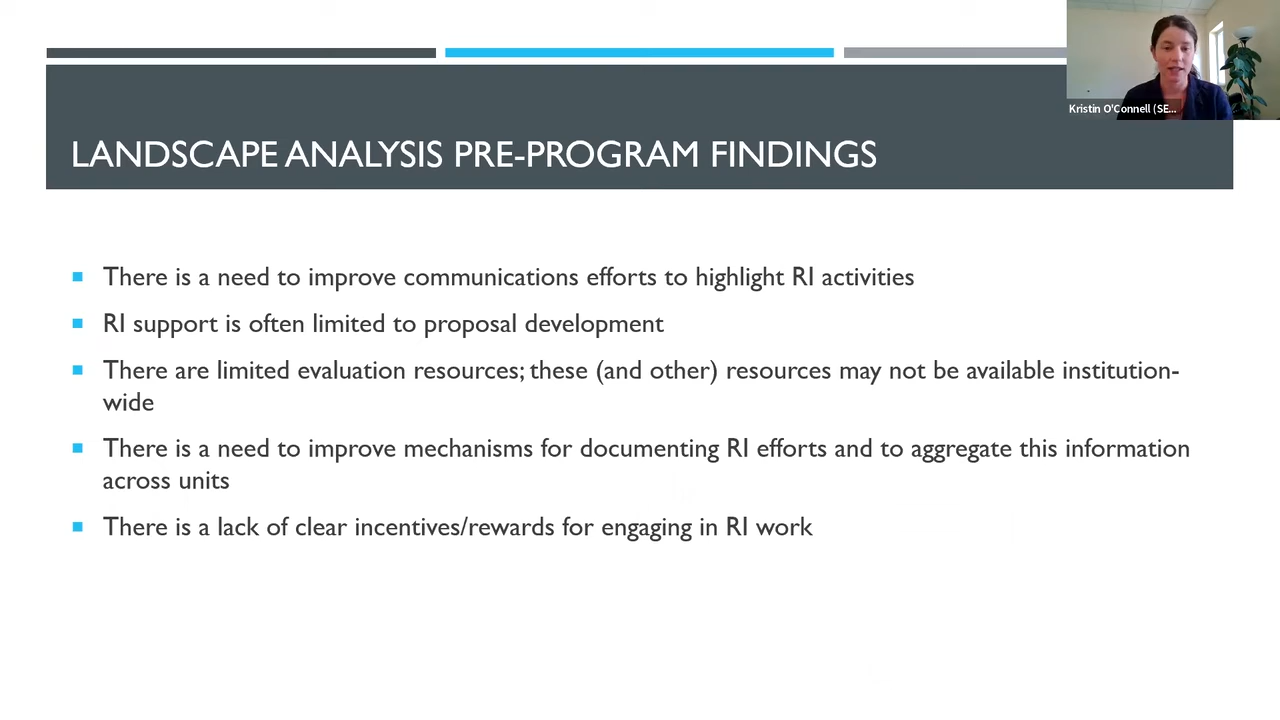 Kristin O'Connell (SE...
LANDSCAPE ANALYSIS PRE-PROGRAM FINDINGS
There is a need to improve communications efforts to highlight RI activities
RI support is often limited to proposal development
There are limited evaluation resources; these (and other) resources may not be available institution-
wide
There is a need to improve mechanisms for documenting RI efforts and to aggregate this information
across units
There is a lack of clear incentives/rewards for engaging in RI work